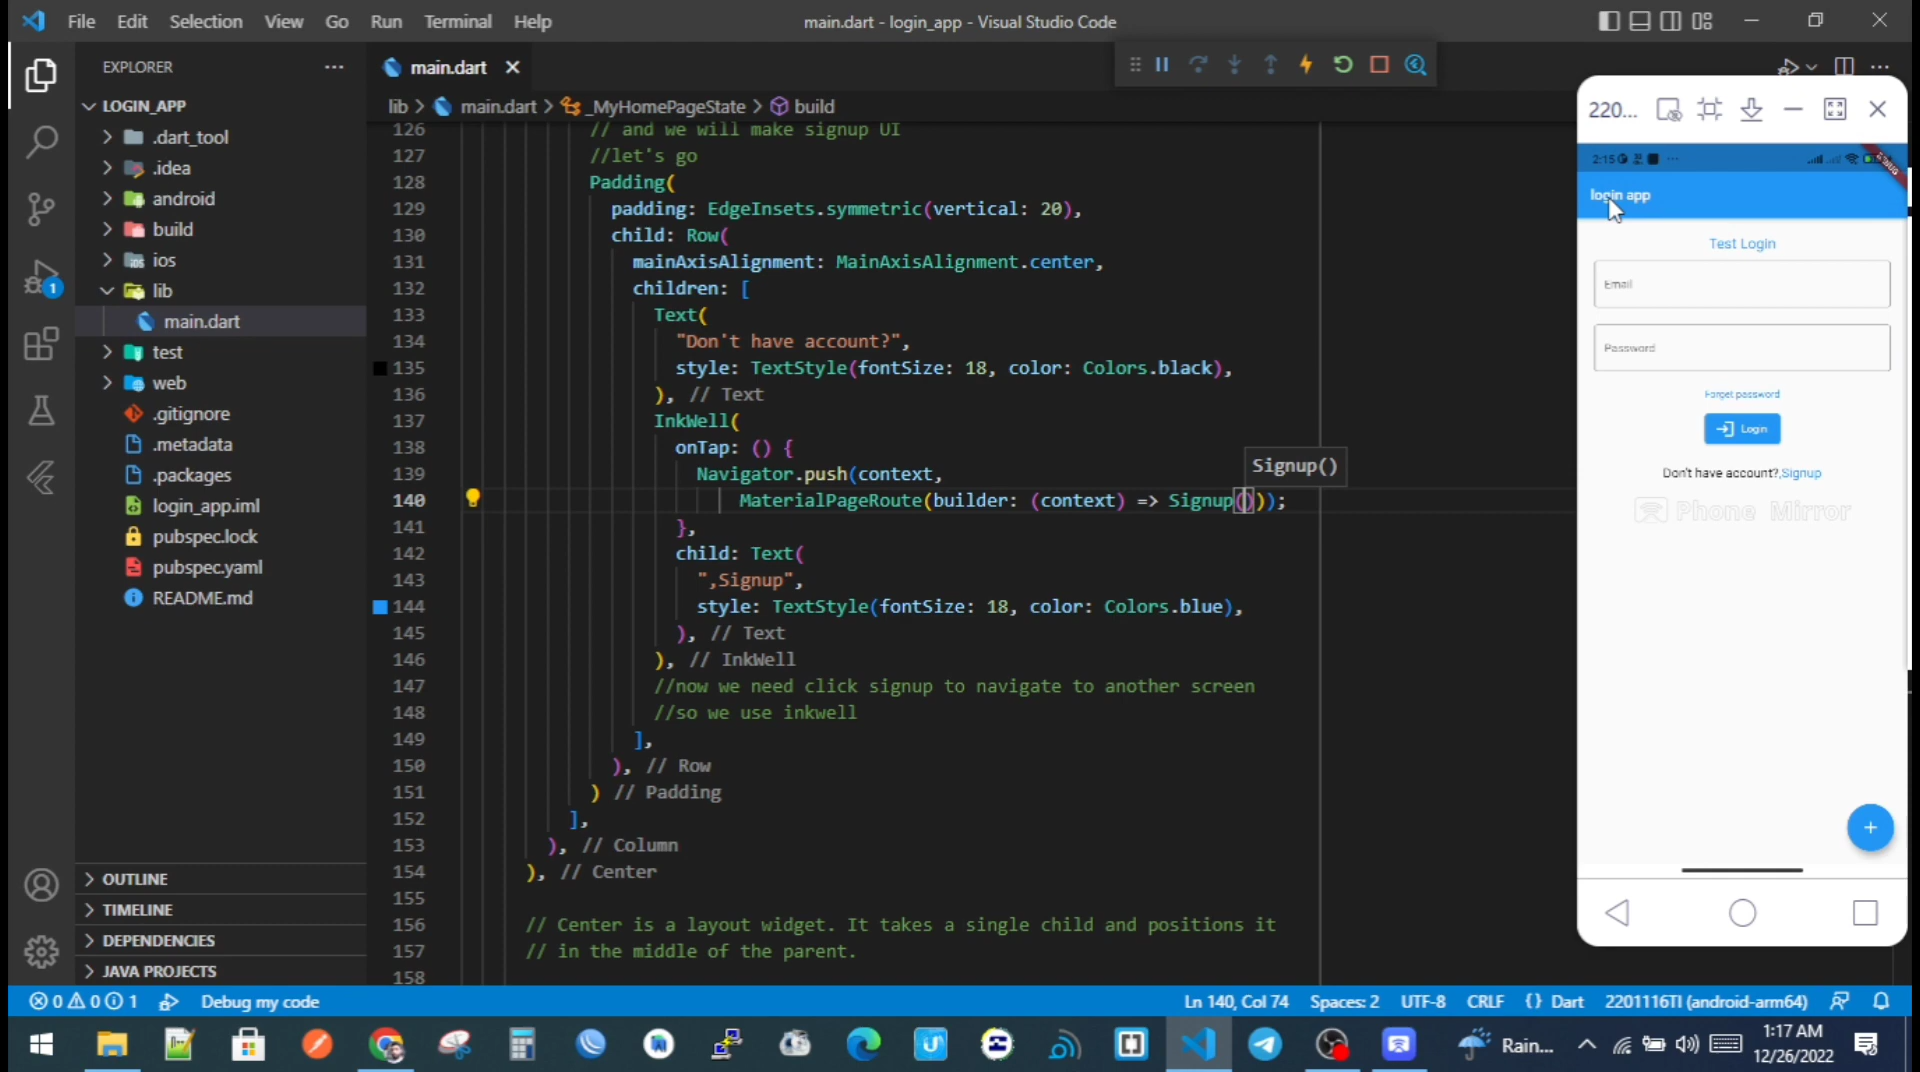 File Edit Selection View Go Run Terminal Help
main.dart - login_app - Visual Studio Code
EXPLORER
LOGIN_APP
.dart_tool
.idea
android
build
ios
lib
main.dart
test
web
.gitignore
.metadata
.packages
login_app.iml
pubspec.lock
pubspec.yaml
README.md
OUTLINE
TIMELINE
DEPENDENCIES
JAVA PROJECTS
1
main.dart
lib > main.dart > _MyHomePageState > build
126 // and we will make signup UI
127 //let's go
128 Padding(
129 padding: EdgeInsets.symmetric(vertical: 20),
130 child: Row(
131 mainAxisAlignment: MainAxisAlignment.center,
132 children: [
133 Text(
134 "Don't have account?",
135 style: TextStyle(fontSize: 18, color: Colors.black),
136 ), // Text
137 InkWell(
138 onTap: () {
Signup()
139 Navigator.push(context,
140 MaterialPageRoute(builder: (context) => Signup()));
141 },
142 child: Text(
143 ",Signup",
144 style: TextStyle(fontSize: 18, color: Colors.blue),
145 ), // Text
146 ), // InkWell
147 //now we need click signup to navigate to another screen
148 //so we use inkwell
149 ],
150 ), // Row
151 ) // Padding
152 ],
153 ), // Column
154 ), // Center
155
156 // Center is a layout widget. It takes a single child and positions it
157 // in the middle of the parent.
158
220...
2:15
DEBUG
login app
Test Login
Email
Password
Forget password
Login
Don't have account?,Signup
Phone Mirror
+
0 0 1 Debug my code
Ln 140, Col 74 Spaces: 2 UTF-8 CRLF {} Dart 2201116TI (android-arm64)
Rain...
1:17 AM
12/26/2022